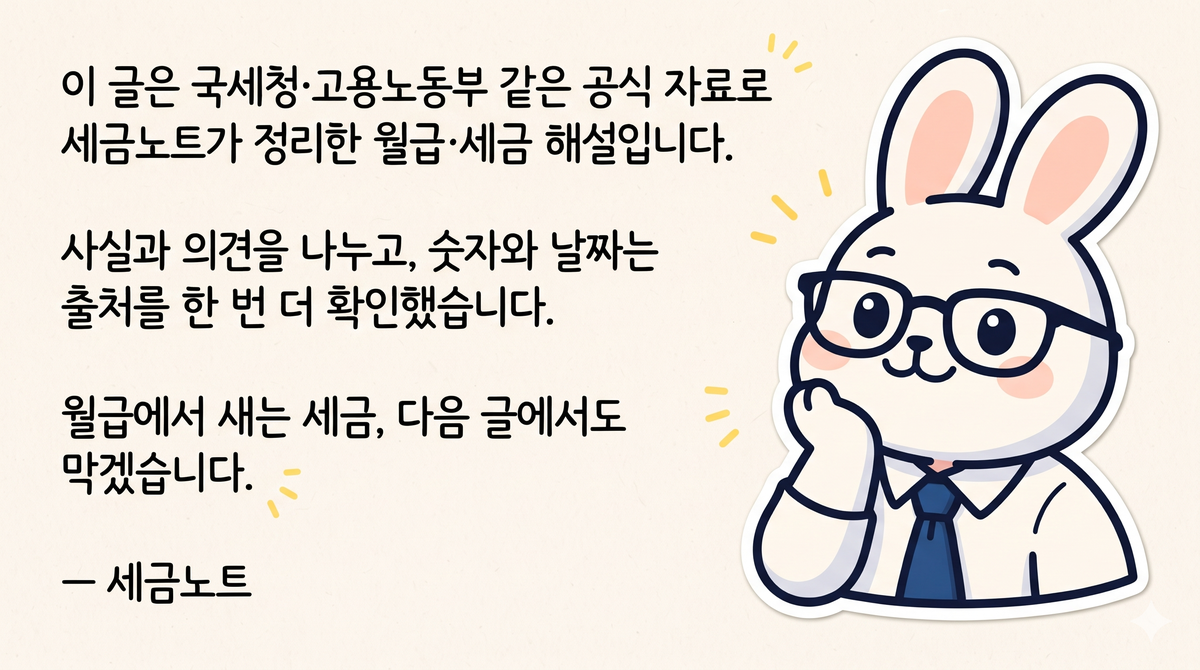 이 글은 국세청·고용노동부 같은 공식 자료로
세금노트가 정리한 월급·세금 해설입니다.
사실과 의견을 나누고, 숫자와 날짜는
출처를 한 번 더 확인했습니다.
월급에서 새는 세금, 다음 글에서도
막겠습니다.
— 세금노트